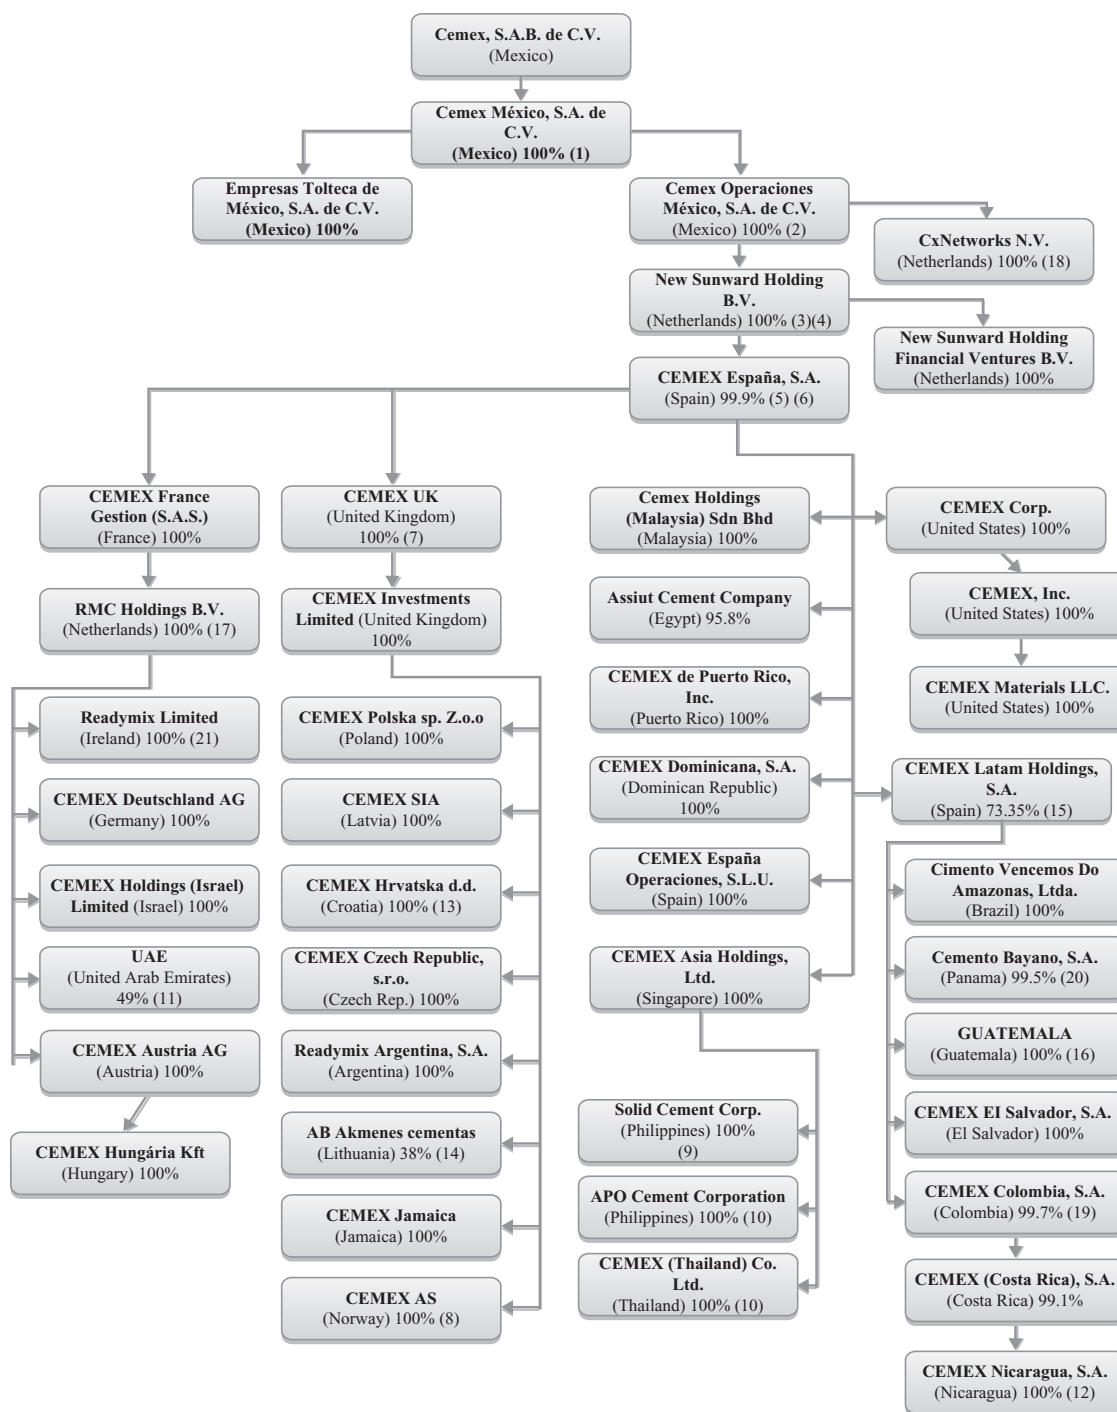 Cemex, S.A.B. de C.V.
(Mexico)
Cemex México, S.A. de
C.V.
(Mexico) 100% (1)
Empresas Tolteca de
México, S.A. de C.V.
(Mexico) 100%
Cemex Operaciones
México, S.A. de C.V.
(Mexico) 100% (2)
CxNetworks N.V.
(Netherlands) 100% (18)
New Sunward Holding
B.V.
(Netherlands) 100% (3)(4)
New Sunward Holding
Financial Ventures B.V.
(Netherlands) 100%
CEMEX España, S.A.
(Spain) 99.9% (5) (6)
CEMEX France
Gestion (S.A.S.)
(France) 100%
RMC Holdings B.V.
(Netherlands) 100% (17)
Readymix Limited
(Ireland) 100% (21)
CEMEX Deutschland AG
(Germany) 100%
CEMEX Holdings (Israel)
Limited (Israel) 100%
UAE
(United Arab Emirates)
49% (11)
CEMEX Austria AG
(Austria) 100%
CEMEX Hungária Kft
(Hungary) 100%
CEMEX UK
(United Kingdom)
100% (7)
CEMEX Investments
Limited (United Kingdom)
100%
CEMEX Polska sp. Z.o.o
(Poland) 100%
CEMEX SIA
(Latvia) 100%
CEMEX Hrvatska d.d.
(Croatia) 100% (13)
CEMEX Czech Republic,
s.r.o.
(Czech Rep.) 100%
Readymix Argentina, S.A.
(Argentina) 100%
AB Akmenes cementas
(Lithuania) 38% (14)
CEMEX Jamaica
(Jamaica) 100%
CEMEX AS
(Norway) 100% (8)
Cemex Holdings
(Malaysia) Sdn Bhd
(Malaysia) 100%
Assiut Cement Company
(Egypt) 95.8%
CEMEX de Puerto Rico,
Inc.
(Puerto Rico) 100%
CEMEX Dominicana, S.A.
(Dominican Republic)
100%
CEMEX España
Operaciones, S.L.U.
(Spain) 100%
CEMEX Asia Holdings,
Ltd.
(Singapore) 100%
Solid Cement Corp.
(Philippines) 100%
(9)
APO Cement Corporation
(Philippines) 100% (10)
CEMEX (Thailand) Co.
Ltd.
(Thailand) 100% (10)
CEMEX Corp.
(United States) 100%
CEMEX, Inc.
(United States) 100%
CEMEX Materials LLC.
(United States) 100%
CEMEX Latam Holdings,
S.A.
(Spain) 73.35% (15)
Cimento Vencemos Do
Amazonas, Ltda.
(Brazil) 100%
Cemento Bayano, S.A.
(Panama) 99.5% (20)
GUATEMALA
(Guatemala) 100% (16)
CEMEX EI Salvador, S.A.
(El Salvador) 100%
CEMEX Colombia, S.A.
(Colombia) 99.7% (19)
CEMEX (Costa Rica), S.A.
(Costa Rica) 99.1%
CEMEX Nicaragua, S.A.
(Nicaragua) 100% (12)